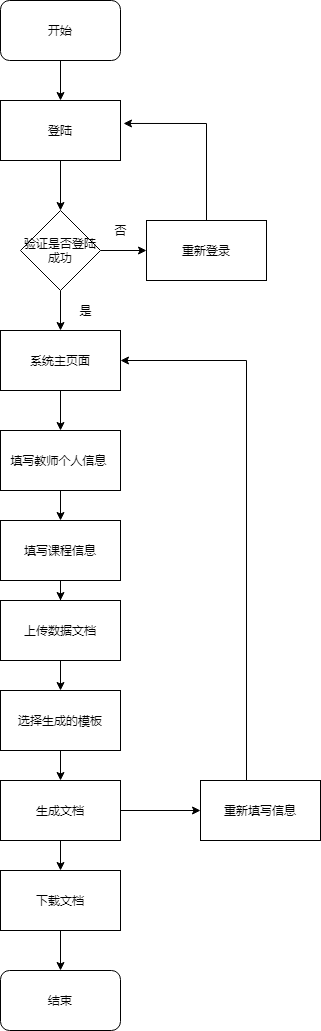 开始
登陆
验证是否登陆
成功
否
重新登录
是
系统主页面
填写教师个人信息
填写课程信息
上传数据文档
选择生成的模板
生成文档
重新填写信息
下载文档
结束